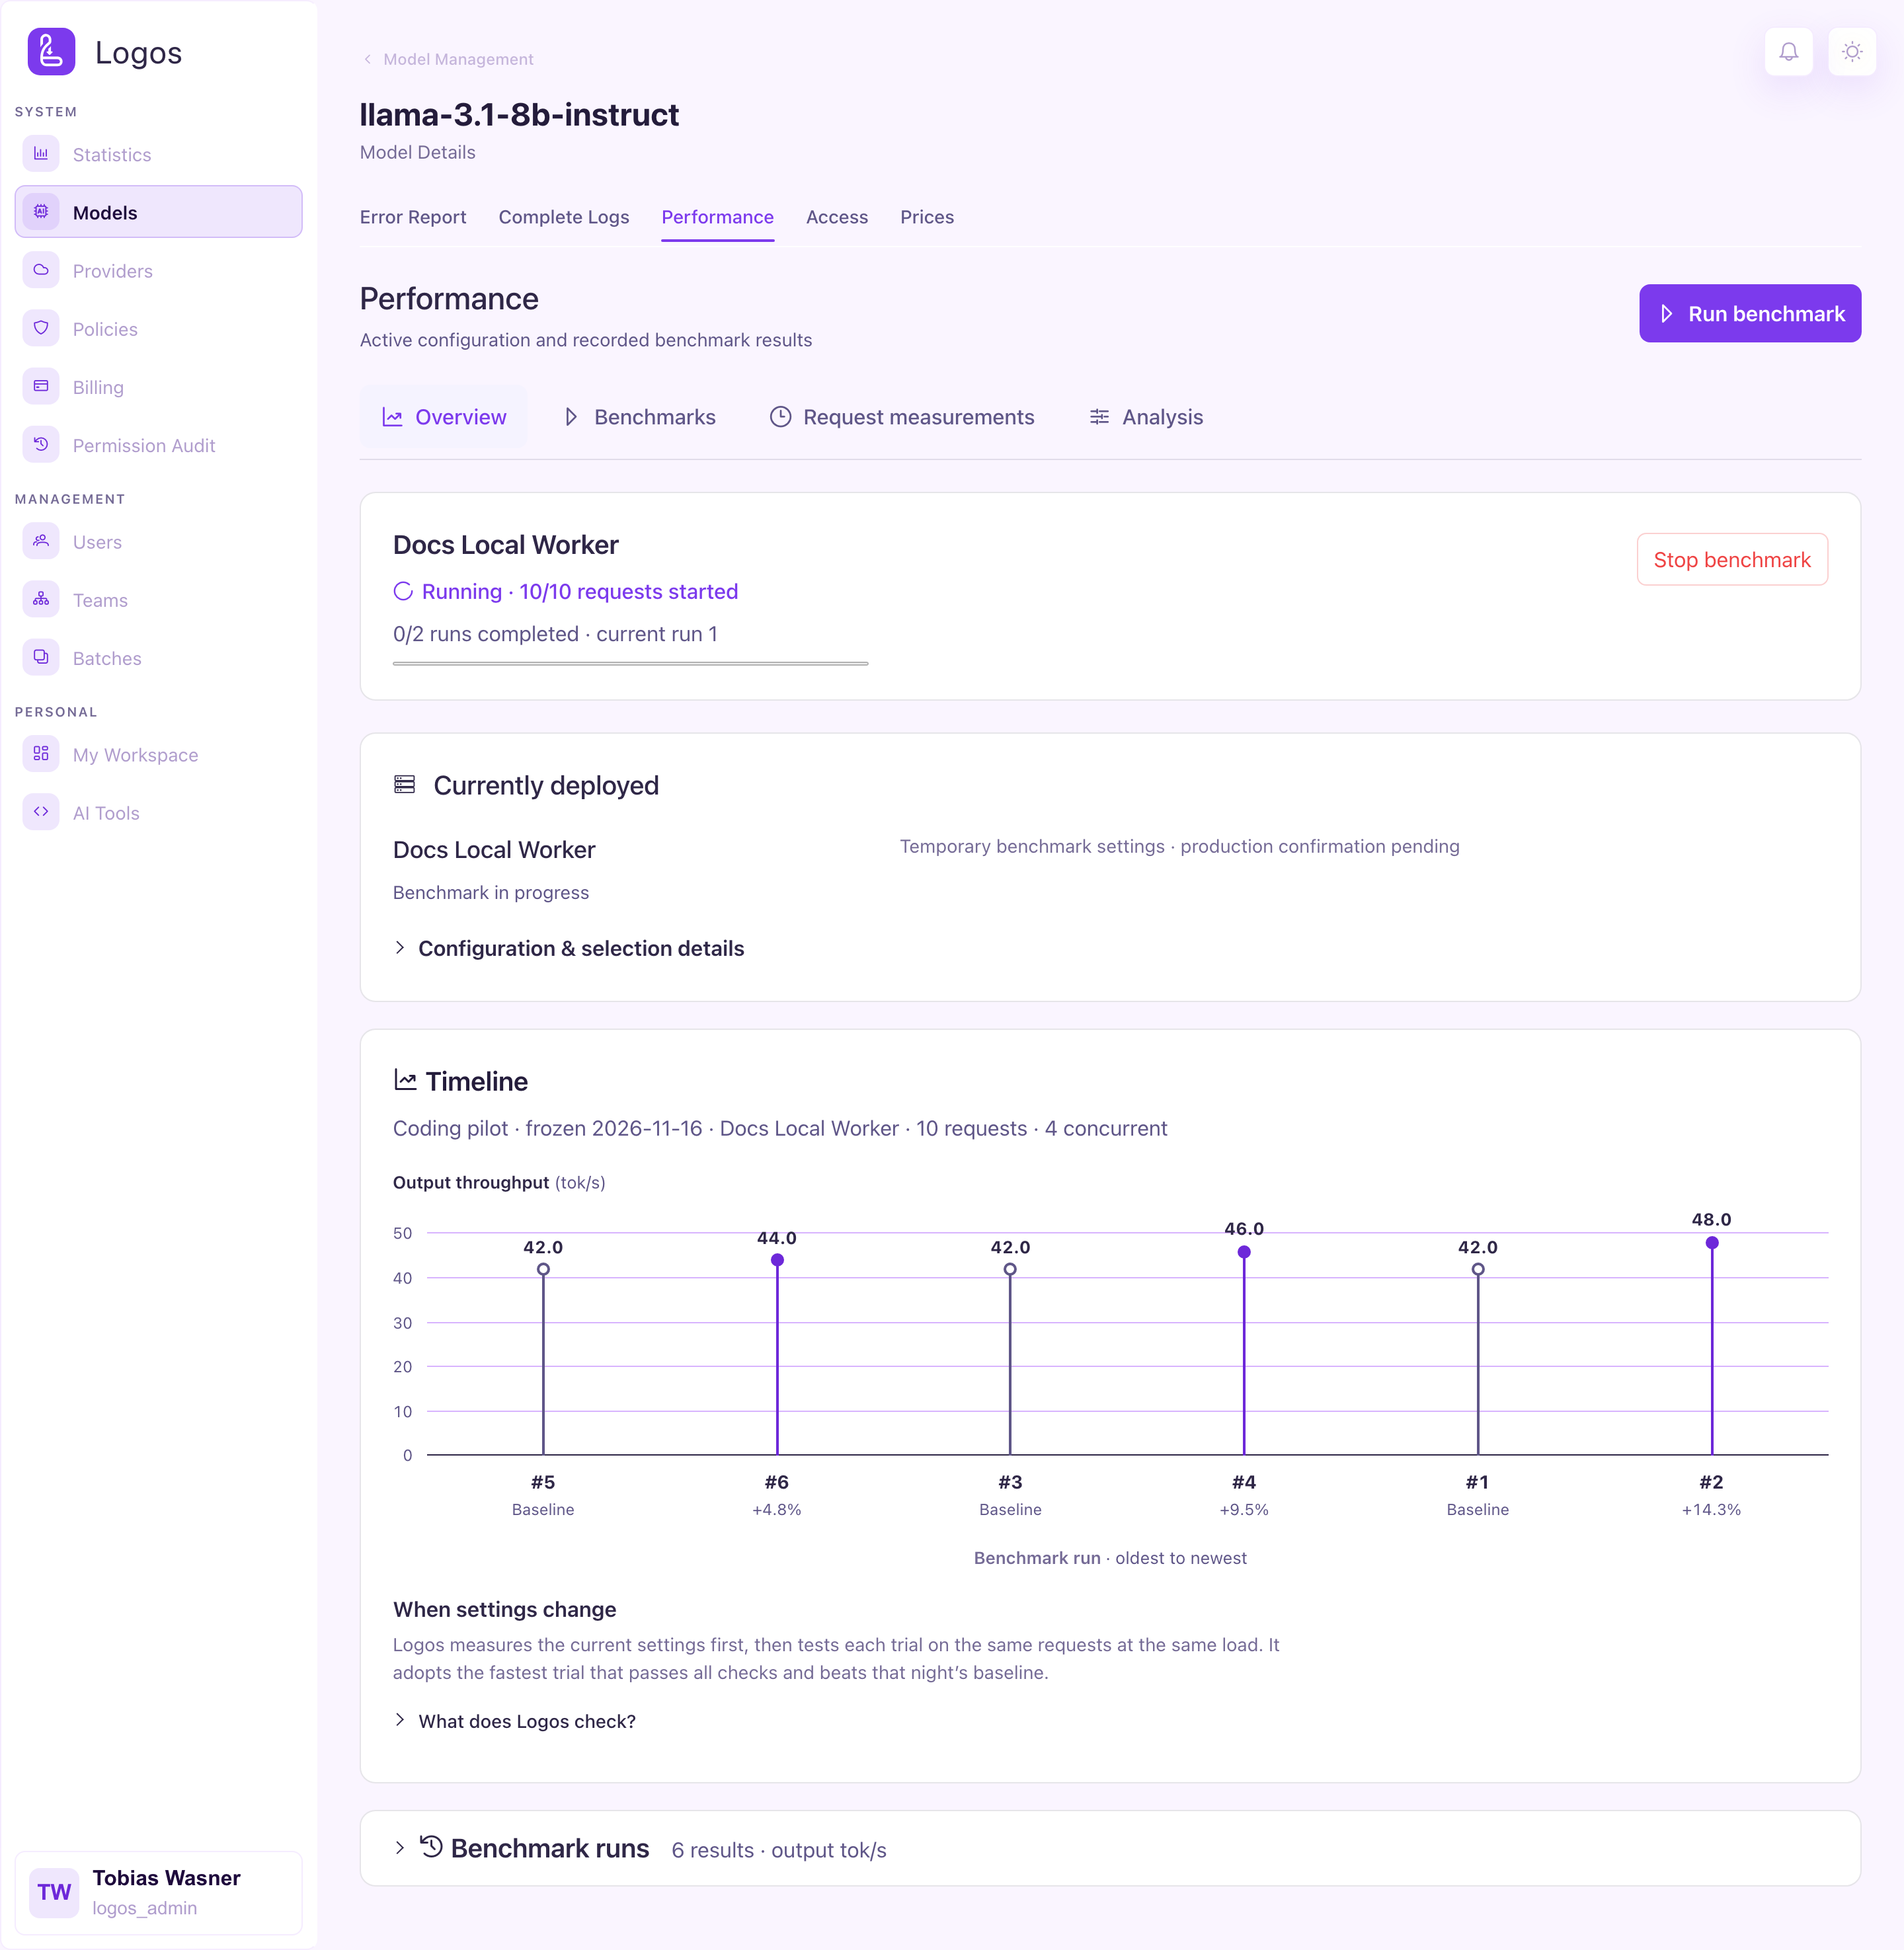 Logos
SYSTEM
Statistics
Models
Providers
Policies
Billing
Permission Audit
MANAGEMENT
Users
Teams
Batches
PERSONAL
My Workspace
AI Tools
TW
Tobias Wasner
logos_admin
Model Management
llama-3.1-8b-instruct
Model Details
Error Report Complete Logs Performance Access Prices
Performance
Active configuration and recorded benchmark results
Run benchmark
Overview Benchmarks Request measurements Analysis
Docs Local Worker
Stop benchmark
Running · 10/10 requests started
0/2 runs completed · current run 1
Currently deployed
Docs Local Worker
Temporary benchmark settings · production confirmation pending
Benchmark in progress
Configuration & selection details
Timeline
Coding pilot · frozen 2026-11-16 · Docs Local Worker · 10 requests · 4 concurrent
Output throughput (tok/s)
50
40
30
20
10
0
42.0 44.0 42.0 46.0 42.0 48.0
#5 #6 #3 #4 #1 #2
Baseline +4.8% Baseline +9.5% Baseline +14.3%
Benchmark run · oldest to newest
When settings change
Logos measures the current settings first, then tests each trial on the same requests at the same load. It
adopts the fastest trial that passes all checks and beats that night’s baseline.
What does Logos check?
Benchmark runs 6 results · output tok/s